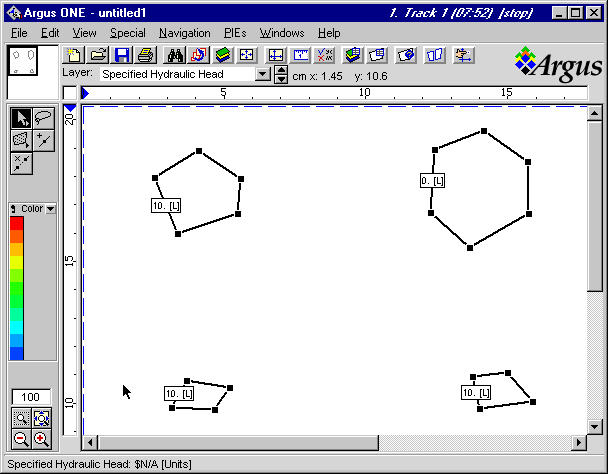 Argus ONE - untitled1
1. Track 1 {07:52} [stop]
File Edit View Special Navigation PIEs Windows Help
Layer: Specified Hydraulic Head cm x: 1.45 y: 10.6
Argus
5 10 15
20
10. [L]
0. [L]
Color
15
10. [L]
10. [L]
100
10
Specified Hydraulic Head: $N/A [Units]